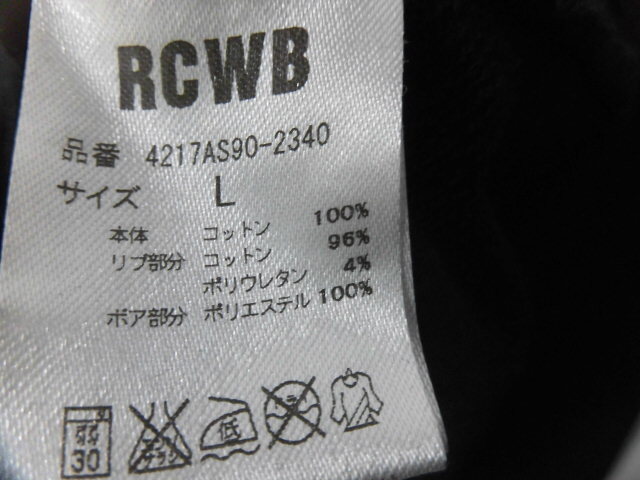 RCWB
品番 4217AS90-2340
サイズ L
本体 コットン 100%
リブ部分 コットン 96%
ポリウレタン 4%
ボア部分 ポリエステル 100%
30 低